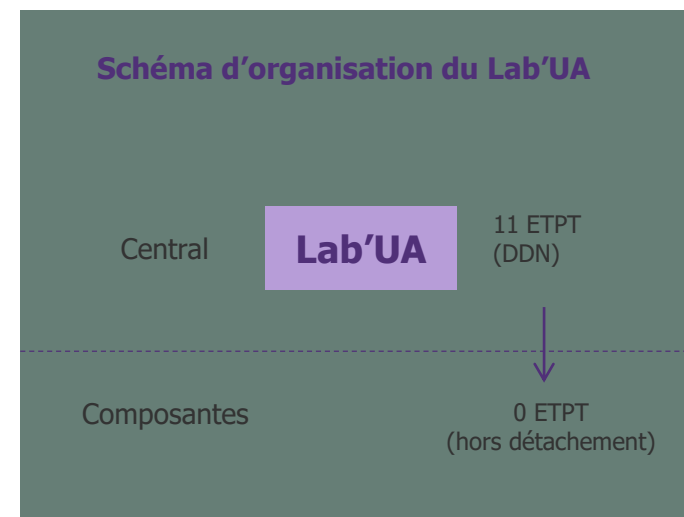 Schéma d’organisation du Lab’UA
Central
Lab’UA
11 ETPT
(DDN)
Composantes
0 ETPT
(hors détachement)